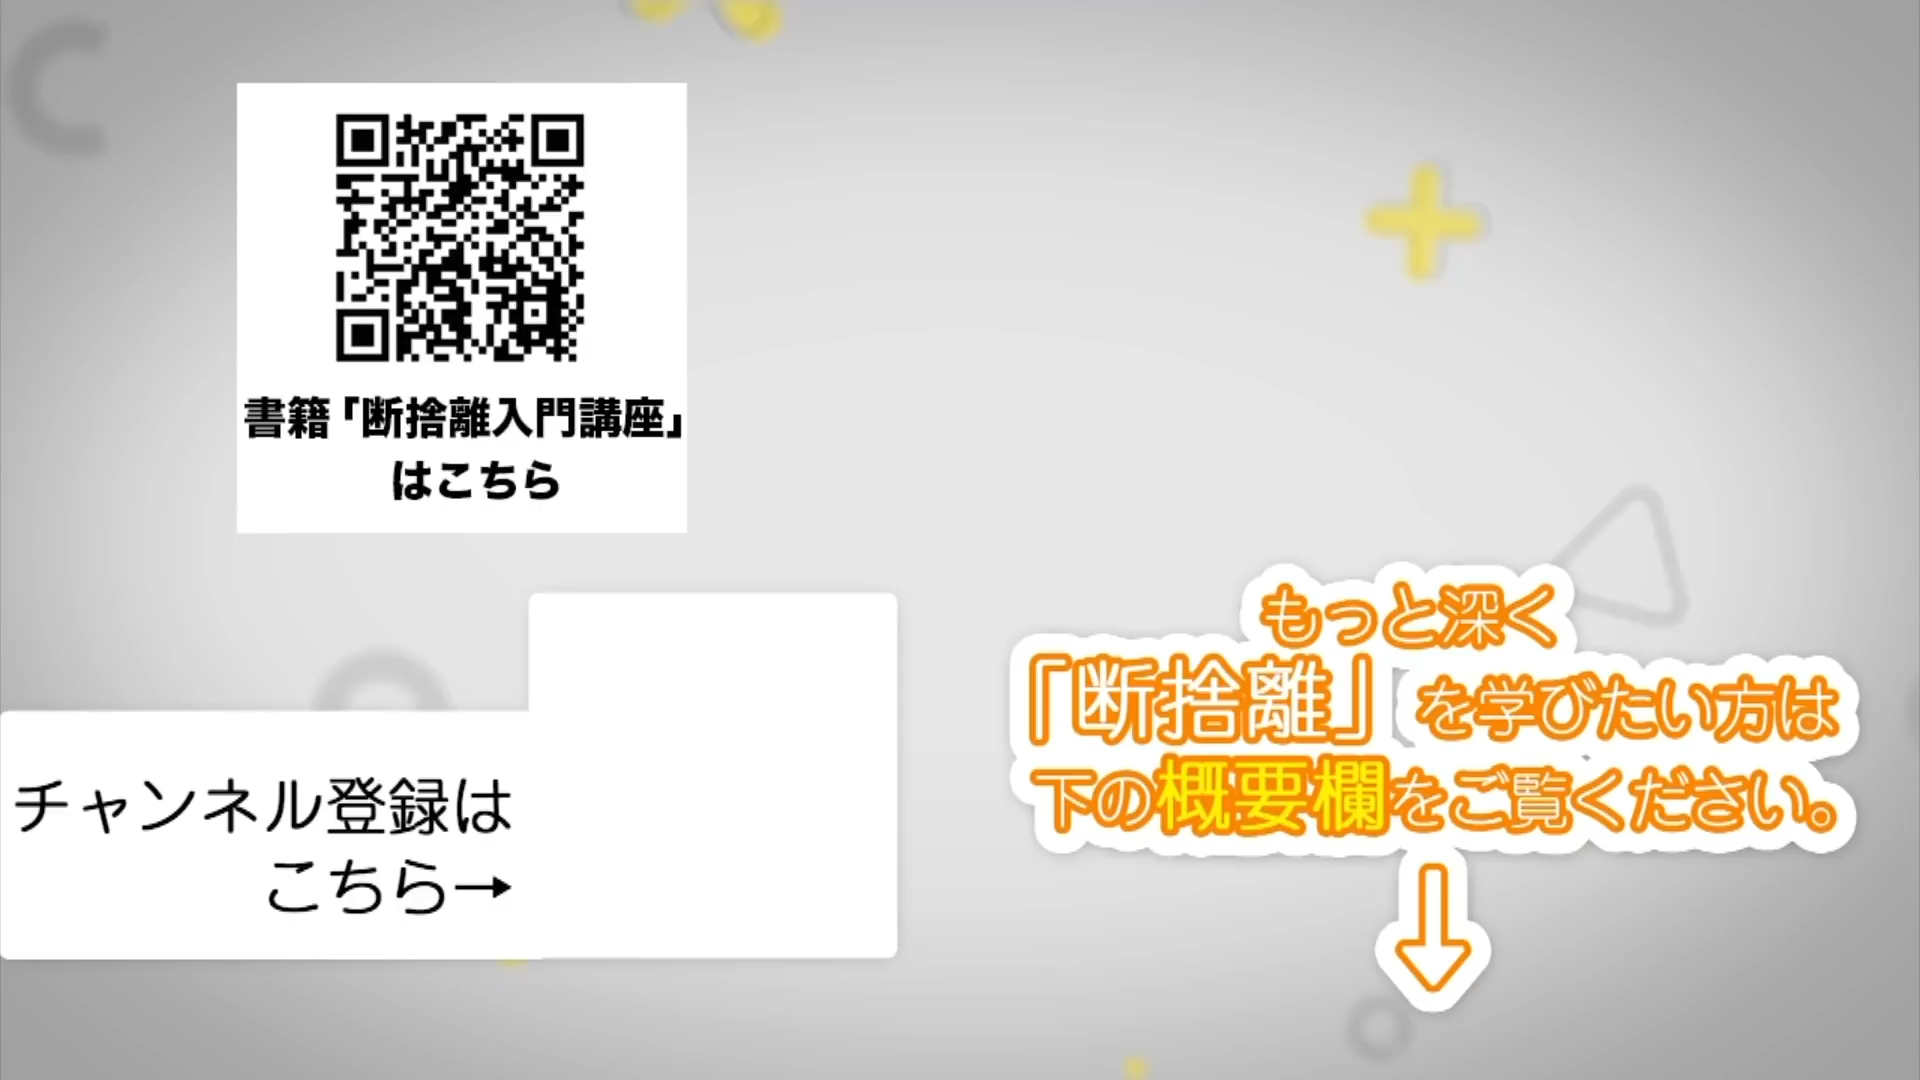 書籍「断捨離入門講座」
はこちら
チャンネル登録は
こちら→
もっと深く
「断捨離」を学びたい方は
下の概要欄をご覧ください。
↓